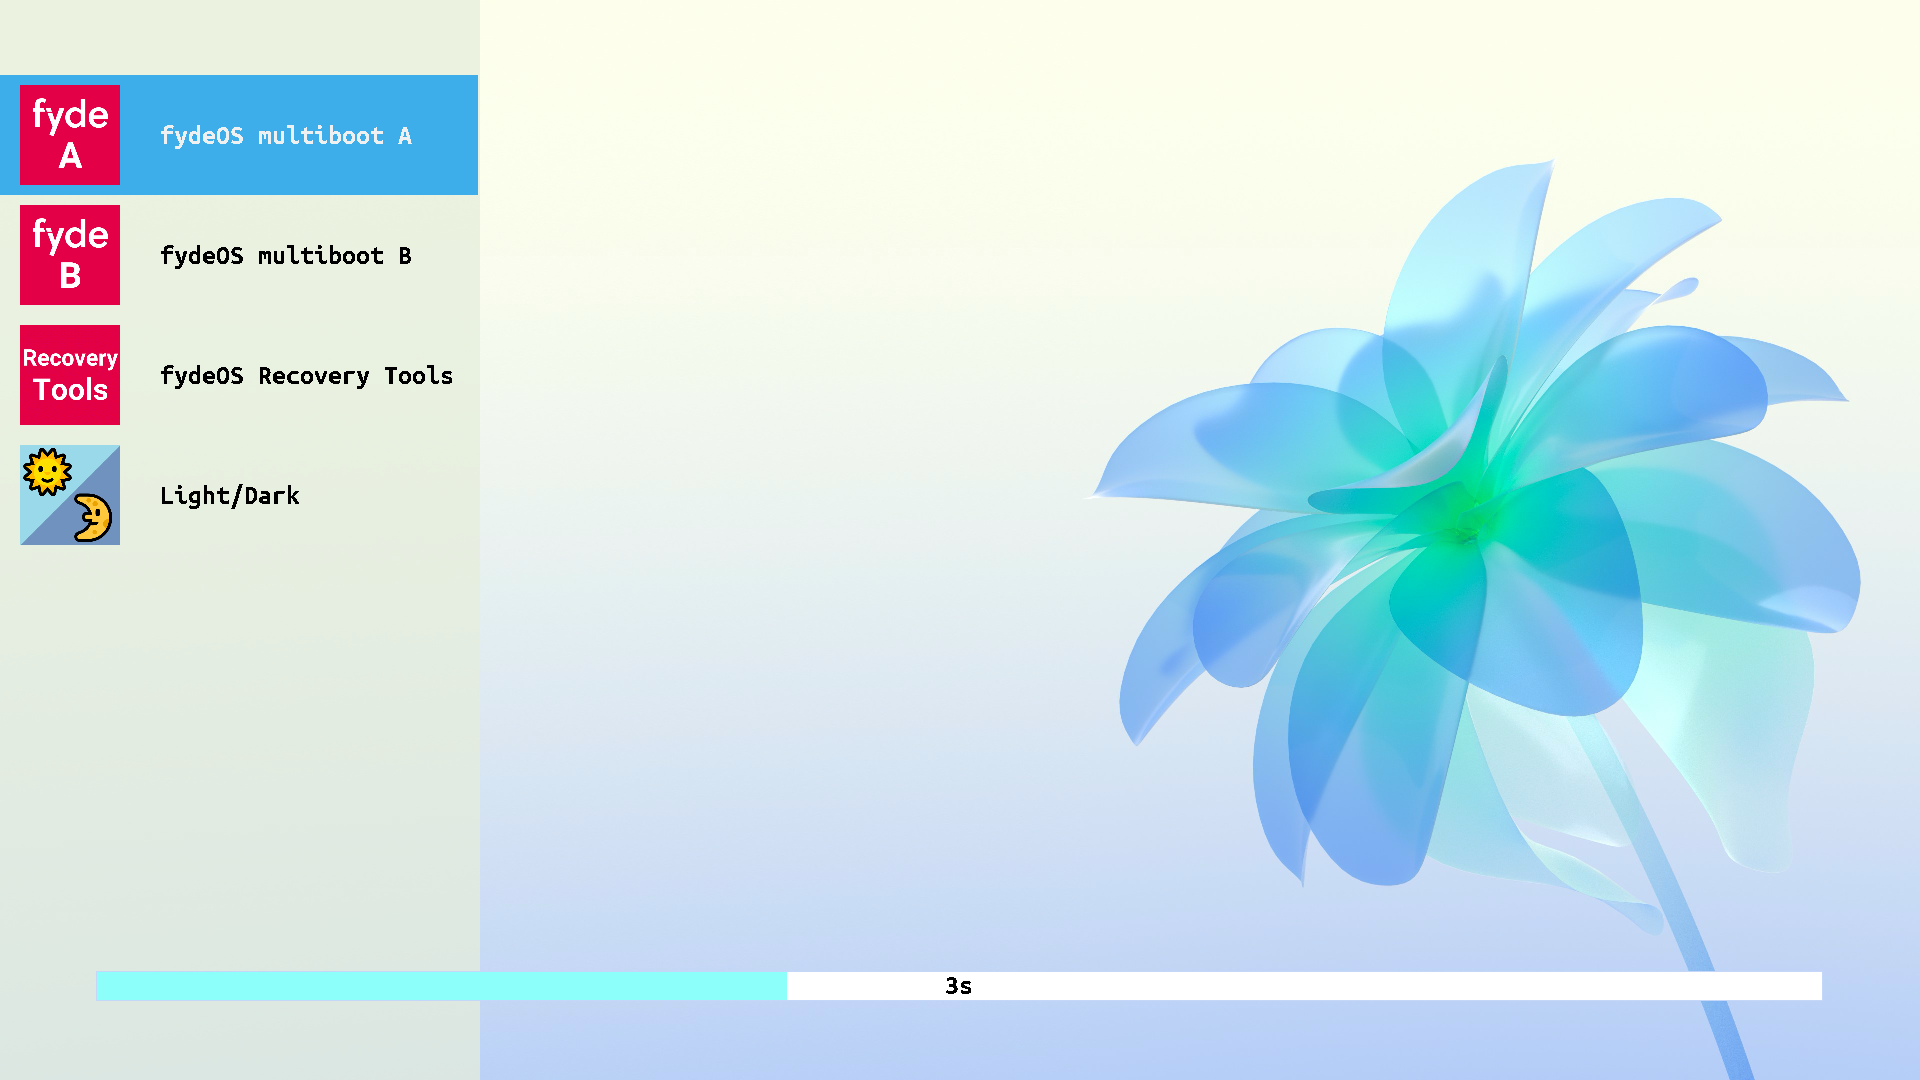 fyde
A
fydeOS multiboot A
fyde
B
fydeOS multiboot B
Recovery
Tools
fydeOS Recovery Tools
Light/Dark
3s